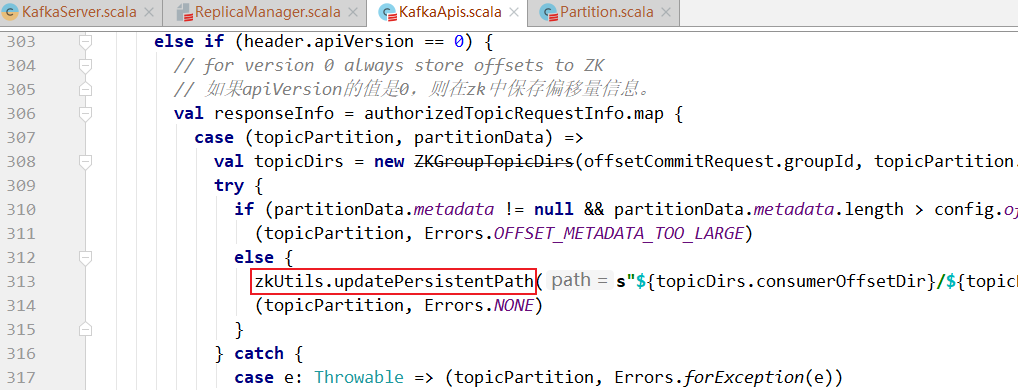 KafkaServer.scala ReplicaManager.scala KafkaApis.scala Partition.scala
303 else if (header.apiVersion == 0) {
304 // for version 0 always store offsets to ZK
305 // 如果apiVersion的值是0，则在zk中保存偏移量信息。
306 val responseInfo = authorizedTopicRequestInfo.map {
307 case (topicPartition, partitionData) =>
308 val topicDirs = new ZKGroupTopicDirs(offsetCommitRequest.groupId, topicPartition.
309 try {
310 if (partitionData.metadata != null && partitionData.metadata.length > config.of
311 (topicPartition, Errors.OFFSET_METADATA_TOO_LARGE)
312 else {
313 zkUtils.updatePersistentPath( path = s"${topicDirs.consumerOffsetDir}/${topicP
314 (topicPartition, Errors.NONE)
315 }
316 } catch {
317 case e: Throwable => (topicPartition, Errors.forException(e))